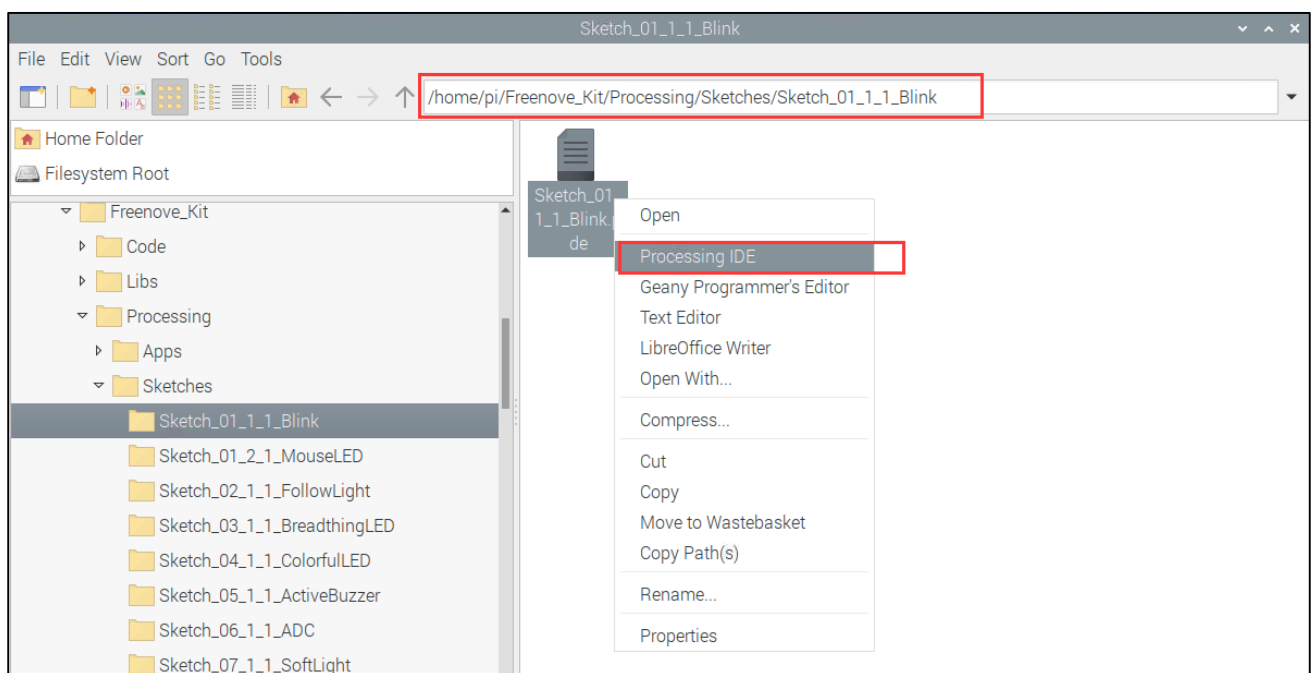 Sketch_01_1_1_Blink
File Edit View Sort Go Tools
/home/pi/Freenove_Kit/Processing/Sketches/Sketch_01_1_1_Blink
Home Folder
Filesystem Root
Freenove_Kit
Code
Libs
Processing
Apps
Sketches
Sketch_01_1_1_Blink
Sketch_01_2_1_MouseLED
Sketch_02_1_1_FollowLight
Sketch_03_1_1_BreadthingLED
Sketch_04_1_1_ColorfulLED
Sketch_05_1_1_ActiveBuzzer
Sketch_06_1_1_ADC
Sketch_07_1_1_SoftLight
Sketch_01_
1_1_Blink.p
de
Open
Processing IDE
Geany Programmer's Editor
Text Editor
LibreOffice Writer
Open With...
Compress...
Cut
Copy
Move to Wastebasket
Copy Path(s)
Rename...
Properties